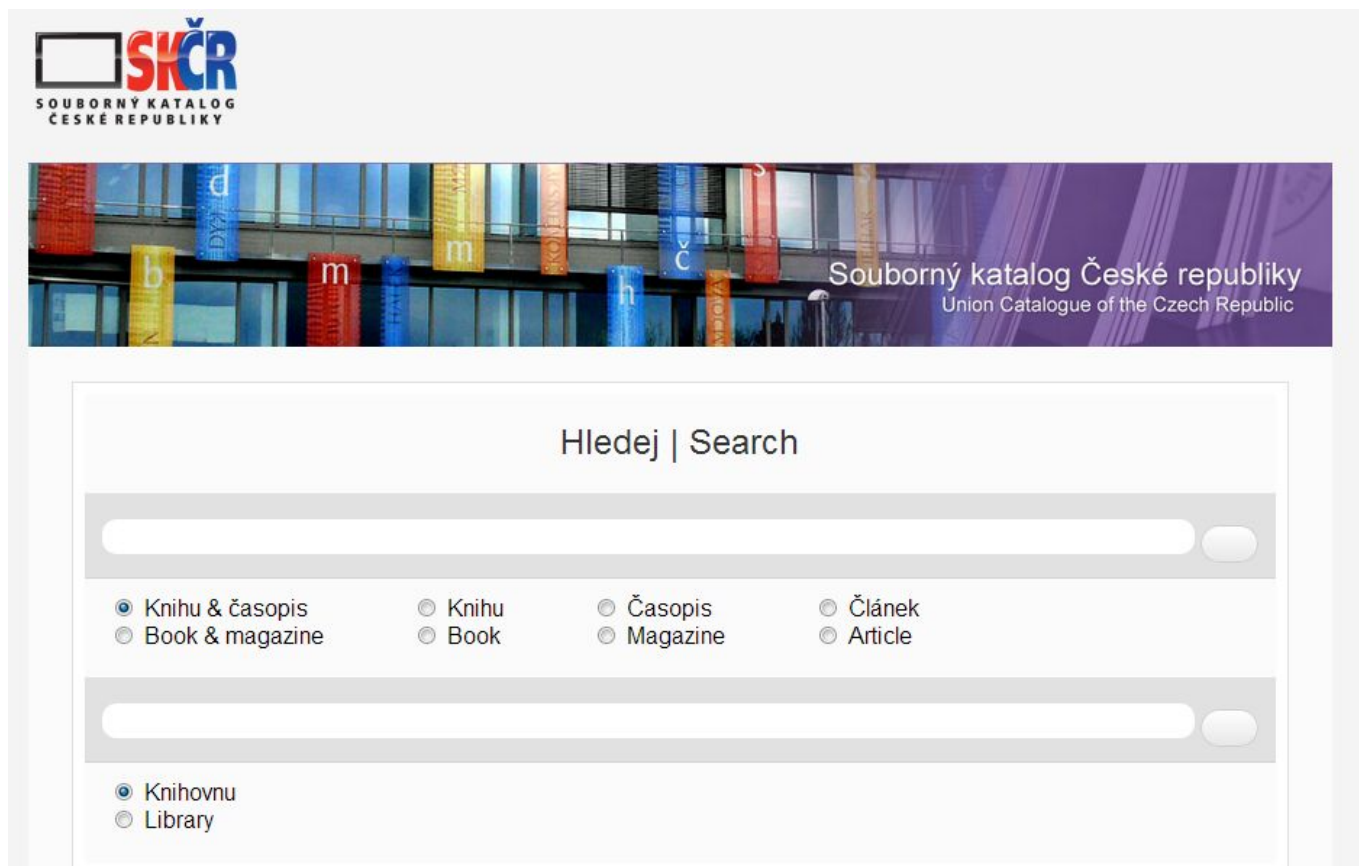 SKČR
SOUBORNÝ KATALOG
ČESKÉ REPUBLIKY
d
b
m
m
h
č
Souborný katalog České republiky
Union Catalogue of the Czech Republic
Hledej | Search
Knihu & časopis Knihu Časopis Článek
Book & magazine Book Magazine Article
Knihovnu
Library